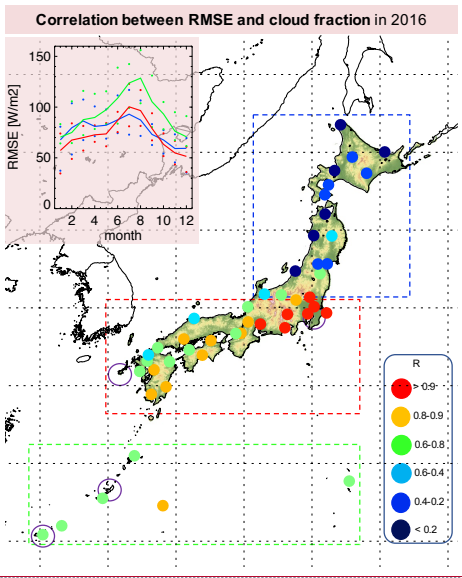 Correlation between RMSE and cloud fraction in 2016
150
100
50
0
RMSE [W/m2]
2 4 6 8 10 12
month
R
> 0.9
0.8-0.9
0.6-0.8
0.6-0.4
0.4-0.2
< 0.2